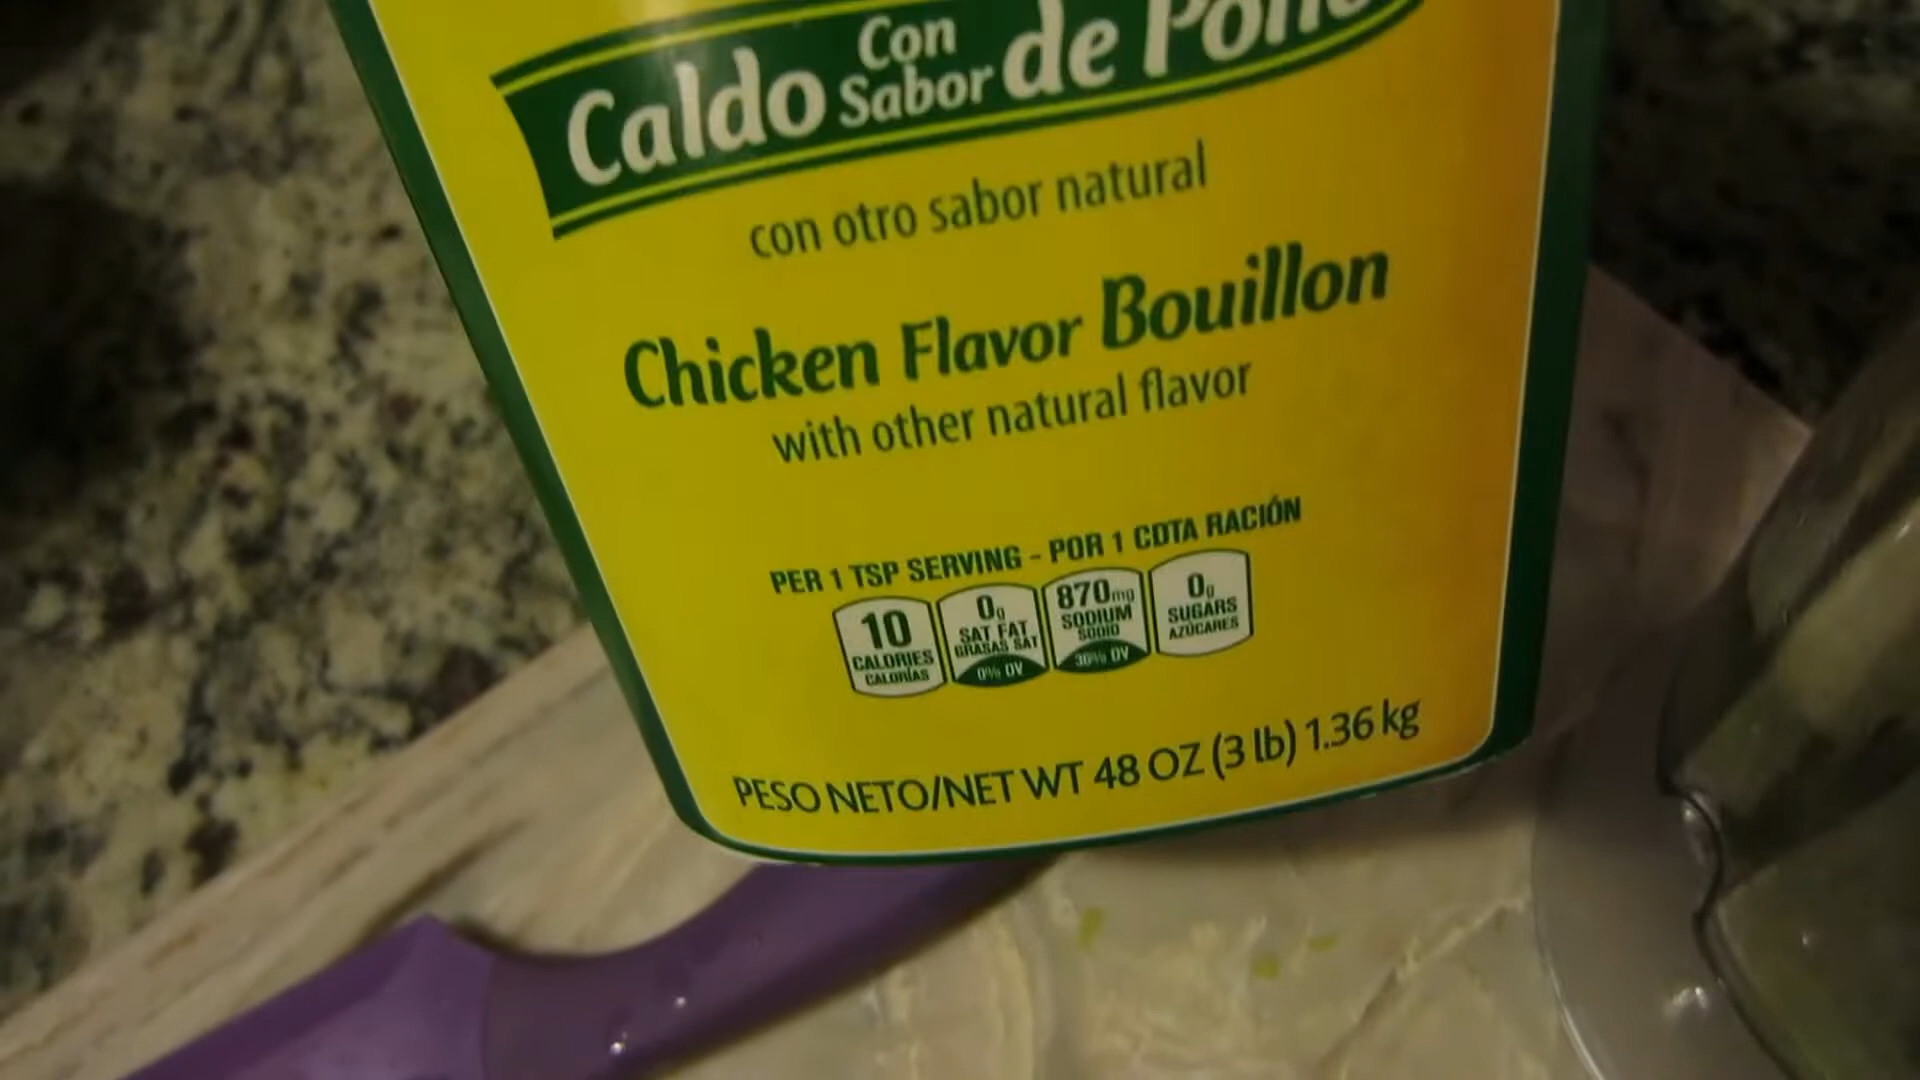 Caldo Con Sabor de Pollo
con otro sabor natural
Chicken Flavor Bouillon
with other natural flavor
PER 1 TSP SERVING - POR 1 CDTA RACIÓN
10 CALORIES CALORÍAS
0g SAT FAT GRASAS SAT 0% DV
870mg SODIUM SODIO 36% DV
0g SUGARS AZÚCARES
PESO NETO/NET WT 48 OZ (3 lb) 1.36 kg